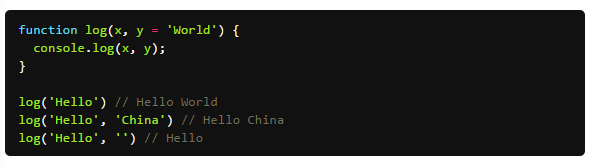 function log(x, y = 'World') {
  console.log(x, y);
}

log('Hello') // Hello World
log('Hello', 'China') // Hello China
log('Hello', '') // Hello